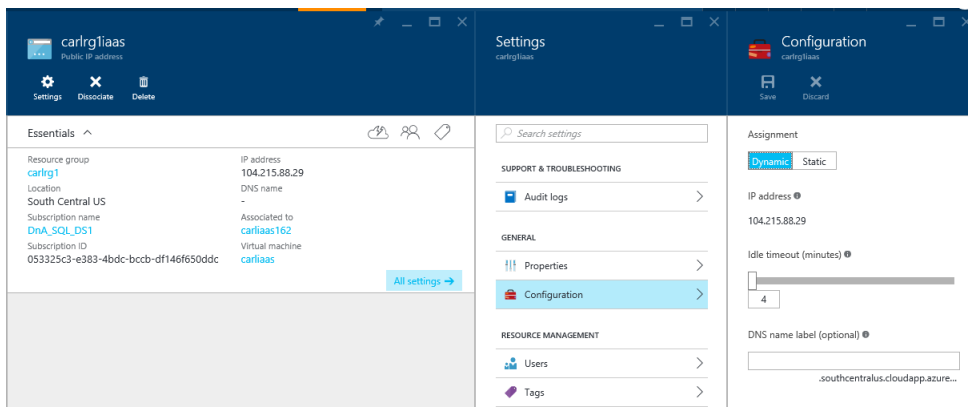 carlrg1iaas
Public IP address
Settings
Dissociate
Delete
Essentials
Resource group
carlrg1
Location
South Central US
Subscription name
DnA_SQL_DS1
Subscription ID
053325c3-e383-4bdc-bccb-df146f650ddc
IP address
104.215.88.29
DNS name
-
Associated to
carliaas162
Virtual machine
carliaas
All settings →
Settings
carlrg1iaas
Search settings
SUPPORT & TROUBLESHOOTING
Audit logs
GENERAL
Properties
Configuration
RESOURCE MANAGEMENT
Users
Tags
Configuration
carlrg1iaas
Save
Discard
Assignment
Dynamic
Static
IP address
104.215.88.29
Idle timeout (minutes)
4
DNS name label (optional)
.southcentralus.cloudapp.azure...